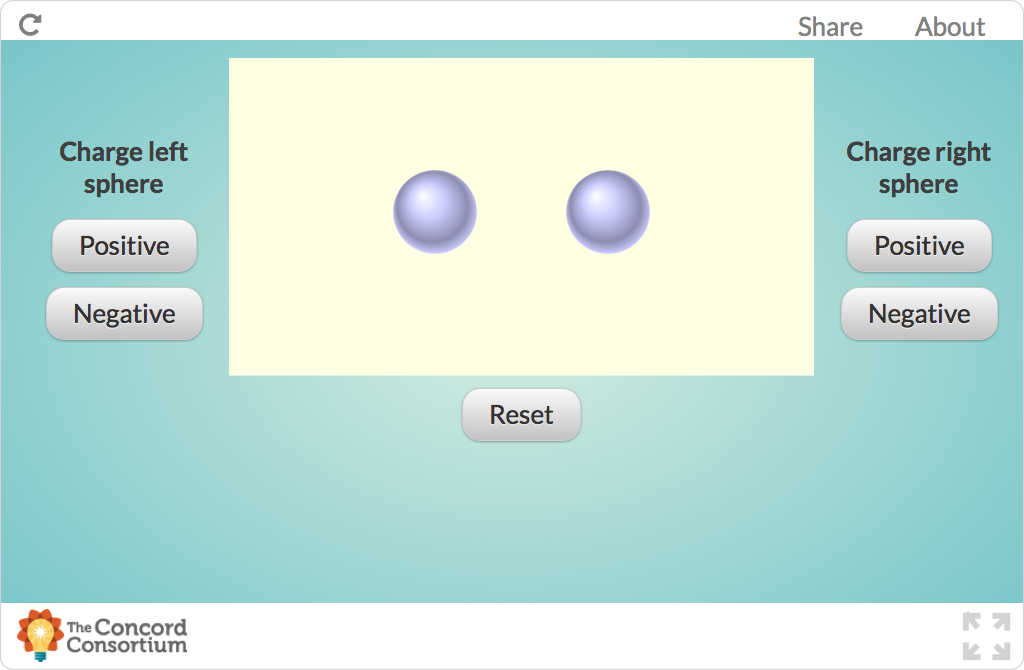 Share About
Charge left
sphere
Positive
Negative
Charge right
sphere
Positive
Negative
Reset
The Concord
Consortium